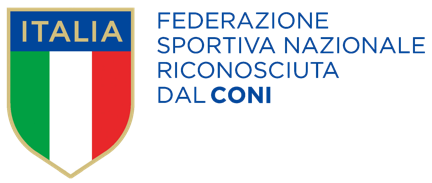 ITALIA
FEDERAZIONE
SPORTIVA NAZIONALE
RICONOSCIUTA
DAL CONI